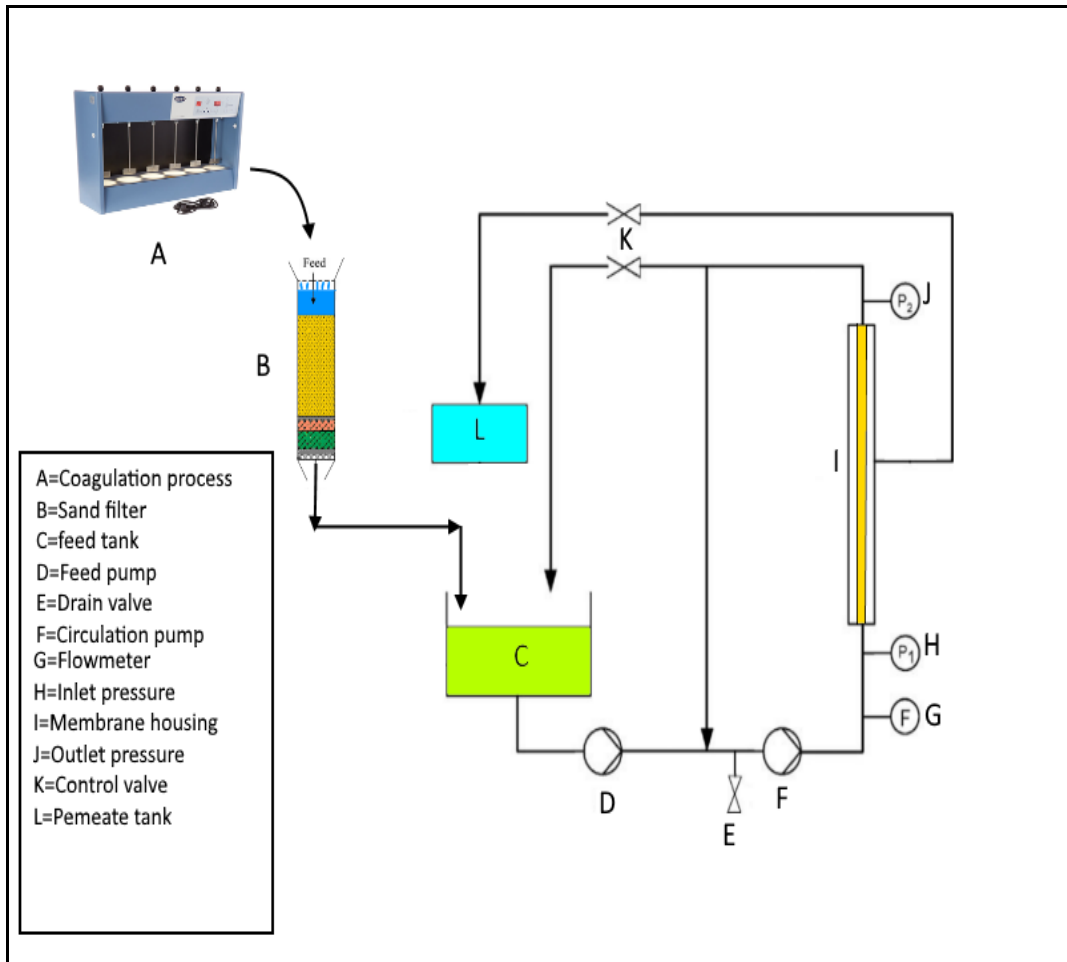 A
Feed
B
K
J
P2
L
I
C
P1
H
F
G
D
F
E
A=Coagulation process
B=Sand filter
C=feed tank
D=Feed pump
E=Drain valve
F=Circulation pump
G=Flowmeter
H=Inlet pressure
I=Membrane housing
J=Outlet pressure
K=Control valve
L=Pemeate tank